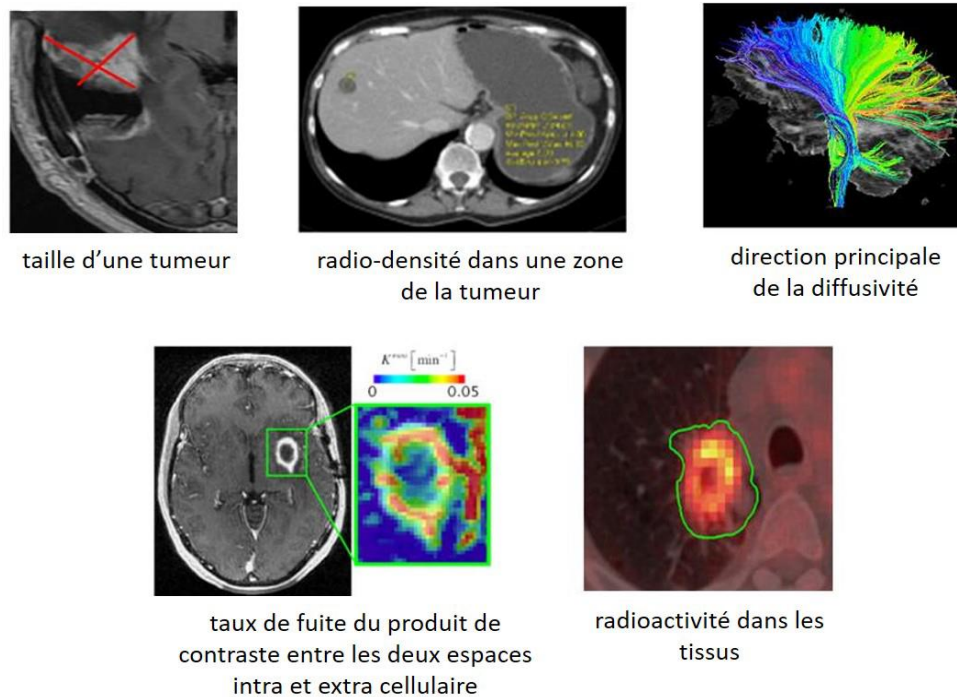 taille d’une tumeur
radio-densité dans une zone
de la tumeur
direction principale
de la diffusivité
K trans [min⁻¹]
0 0.05
taux de fuite du produit de
contraste entre les deux espaces
intra et extra cellulaire
radioactivité dans les
tissus